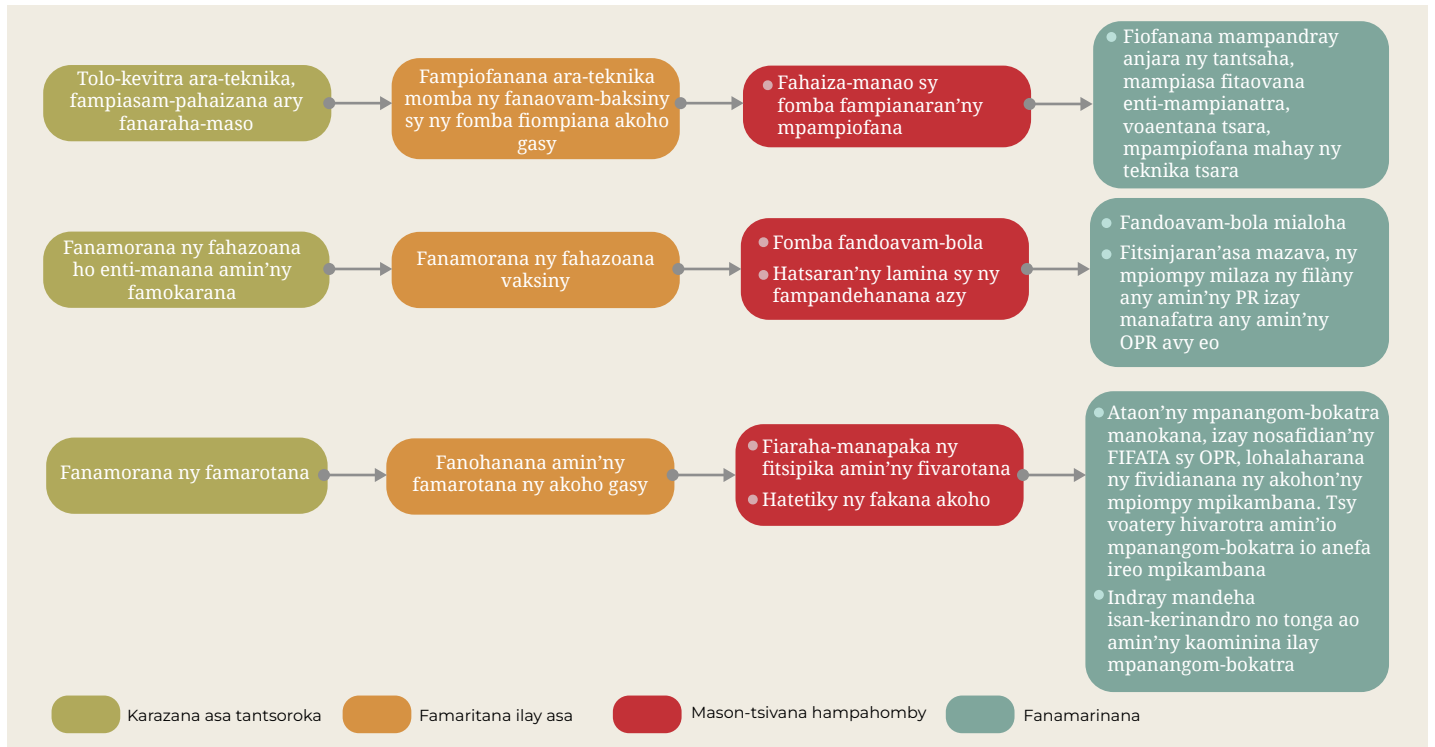 Tolo-kevitra ara-teknika,
fampiasam-pahaizana ary
fanaraha-maso
Fampiofanana ara-teknika
momba ny fanaovam-baksiny
sy ny fomba fiompiana akoho
gasy
Fahaiza-manao sy
fomba fampianaran’ny
mpampiofana
Fiofanana mampandray
anjara ny tantsaha,
mampiasa fitaovana
enti-mampianatra,
voaentana tsara,
mpampiofana mahay ny
teknika tsara
Fanamorana ny fahazoana
ho enti-manana amin’ny
famokarana
Fanamorana ny fahazoana
vaksiny
Fomba fandoavam-bola
Hatsaran’ny lamina sy ny
fampandehanana azy
Fandoavam-bola mialoha
Fitsinjaran’asa mazava, ny
mpiompy milaza ny filàny
any amin’ny PR izay
manafatra any amin’ny
OPR avy eo
Fanamorana ny famarotana
Fanohanana amin’ny
famarotana ny akoho gasy
Fiaraha-manapaka ny
fitsipika amin’ny fivarotana
Hatetiky ny fakana akoho
Ataon’ny mpanangom-bokatra
manokana, izay nosafidian’ny
FIFATA sy OPR, lohalaharana
ny fividianana ny akohon’ny
mpiompy mpikambana. Tsy
voatery hivarotra amin’io
mpanangom-bokatra io anefa
ireo mpikambana
Indray mandeha
isan-kerinandro no tonga ao
amin’ny kaominina ilay
mpanangom-bokatra
Karazana asa tantsoroka
Famaritana ilay asa
Mason-tsivana hampahomby
Fanamarinana